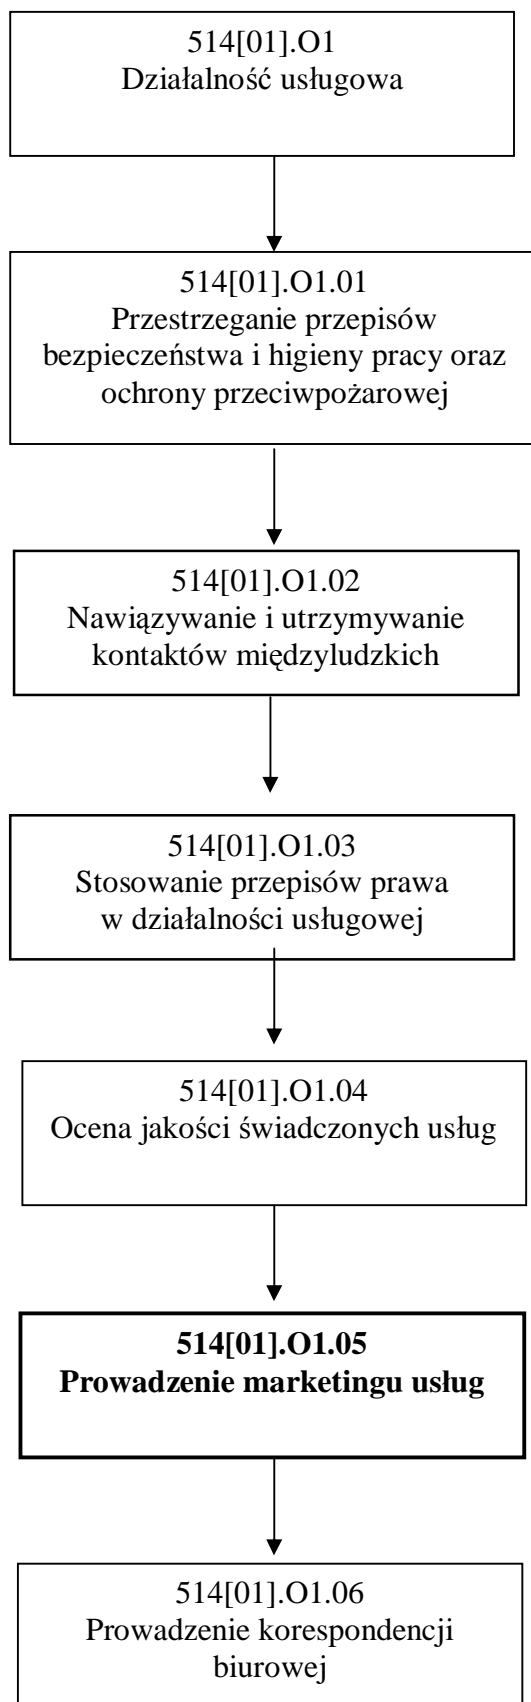 514[01].O1
Działalność usługowa
514[01].O1.01
Przestrzeganie przepisów
bezpieczeństwa i higieny pracy oraz
ochrony przeciwpożarowej
514[01].O1.02
Nawiązywanie i utrzymywanie
kontaktów międzyludzkich
514[01].O1.03
Stosowanie przepisów prawa
w działalności usługowej
514[01].O1.04
Ocena jakości świadczonych usług
514[01].O1.05
Prowadzenie marketingu usług
514[01].O1.06
Prowadzenie korespondencji
biurowej